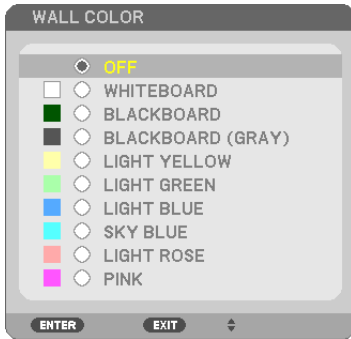 WALL COLOR
OFF
WHITEBOARD
BLACKBOARD
BLACKBOARD (GRAY)
LIGHT YELLOW
LIGHT GREEN
LIGHT BLUE
SKY BLUE
LIGHT ROSE
PINK
ENTER EXIT